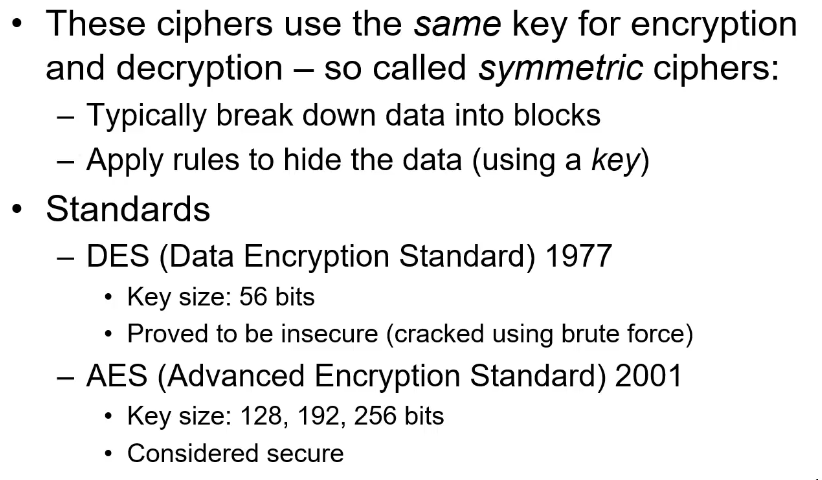 • These ciphers use the same key for encryption
and decryption – so called symmetric ciphers:
– Typically break down data into blocks
– Apply rules to hide the data (using a key)
• Standards
– DES (Data Encryption Standard) 1977
• Key size: 56 bits
• Proved to be insecure (cracked using brute force)
– AES (Advanced Encryption Standard) 2001
• Key size: 128, 192, 256 bits
• Considered secure